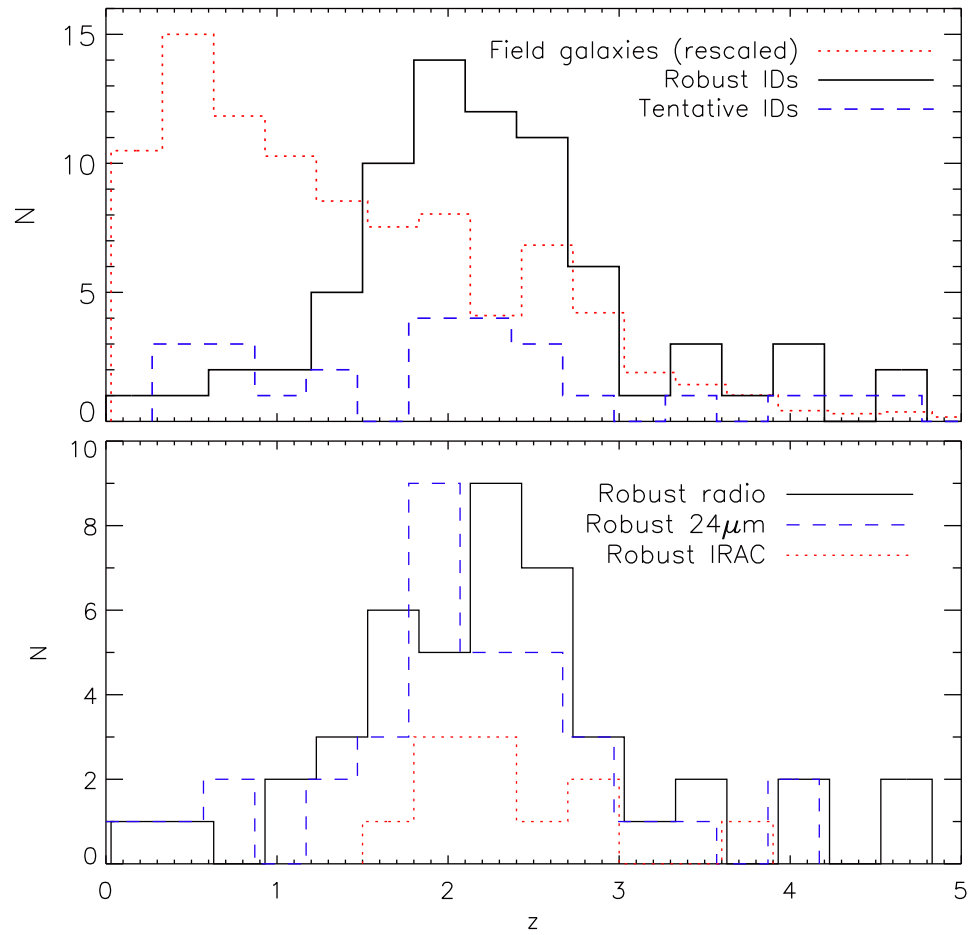 15
10
5
0
N
Field galaxies (rescaled)
Robust IDs
Tentative IDs
10
8
6
4
2
0
N
Robust radio
Robust 24μm
Robust IRAC
0 1 2 3 4 5
z